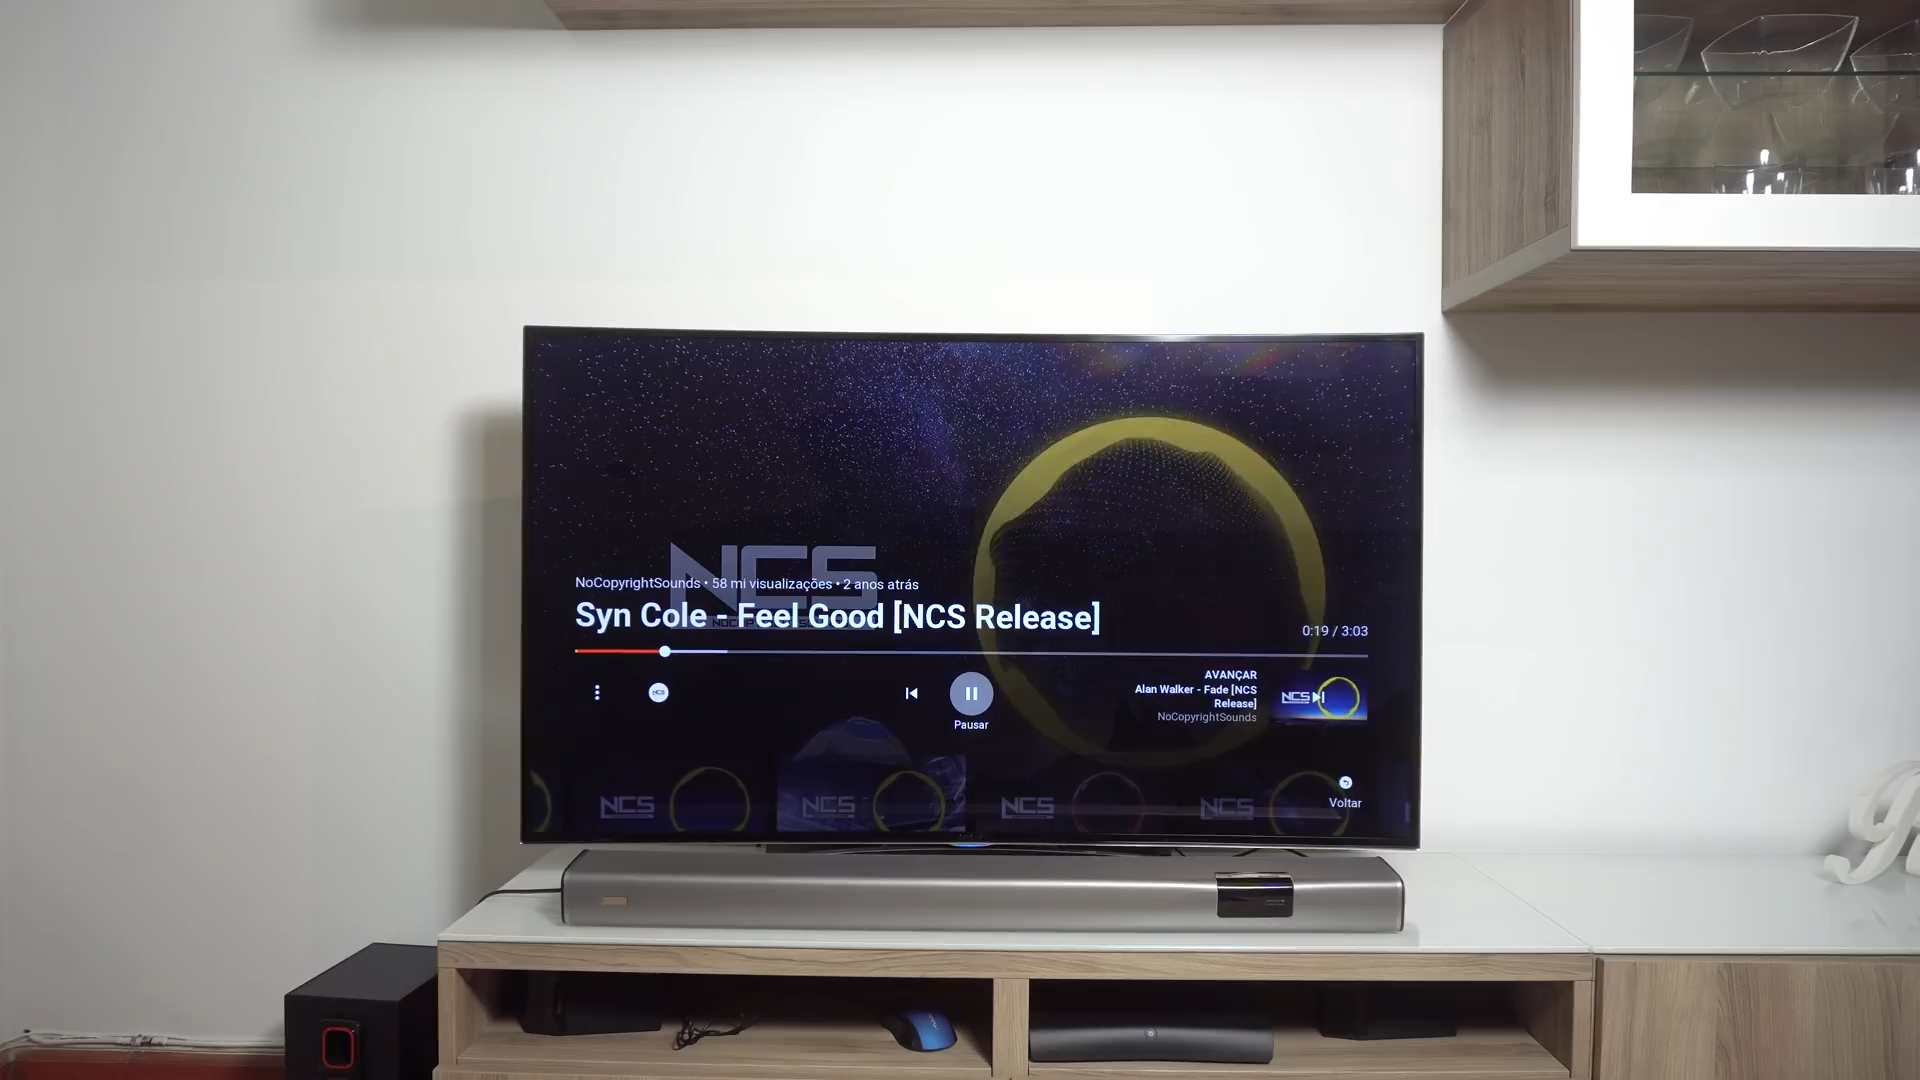 NCS
NoCopyrightSounds • 58 mi visualizações • 2 anos atrás
Syn Cole - Feel Good [NCS Release]
0:19 / 3:03
NCS
Pausar
AVANÇAR
Alan Walker - Fade [NCS
Release]
NoCopyrightSounds
NCS
Voltar
NCS
NCS
NCS
NCS